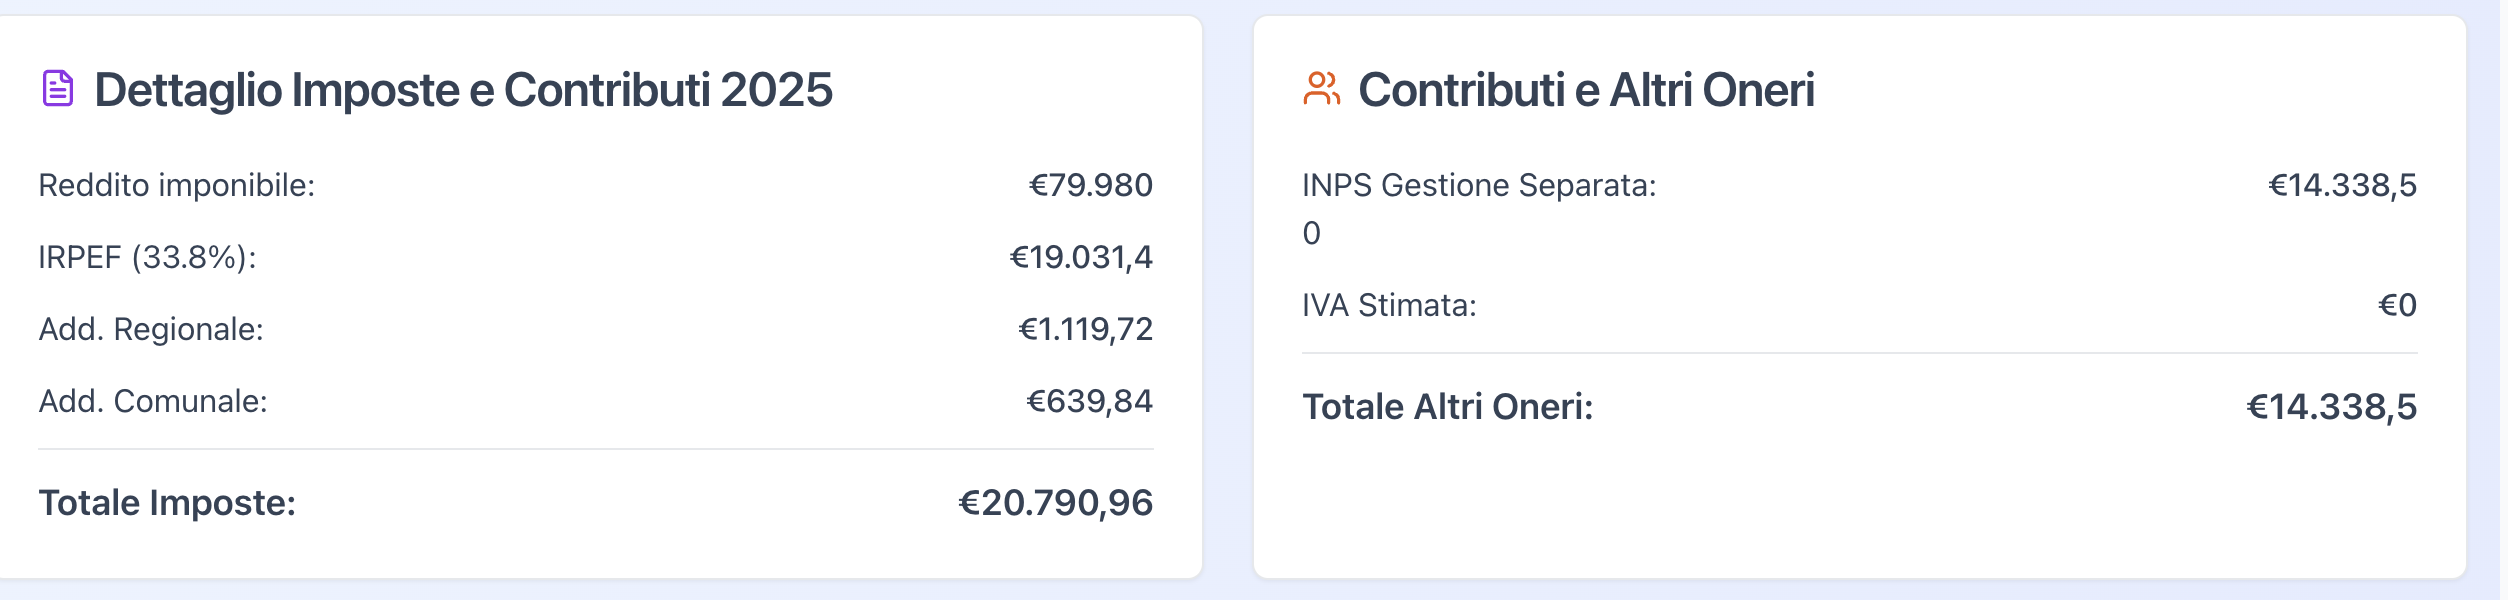 Dettaglio Imposte e Contributi 2025
Reddito imponibile: €79.980
IRPEF (33.8%): €19.031,4
Add. Regionale: €1.119,72
Add. Comunale: €639,84
Totale Imposte: €20.790,96
Contributi e Altri Oneri
INPS Gestione Separata: €14.338,5
0
IVA Stimata: €0
Totale Altri Oneri: €14.338,5